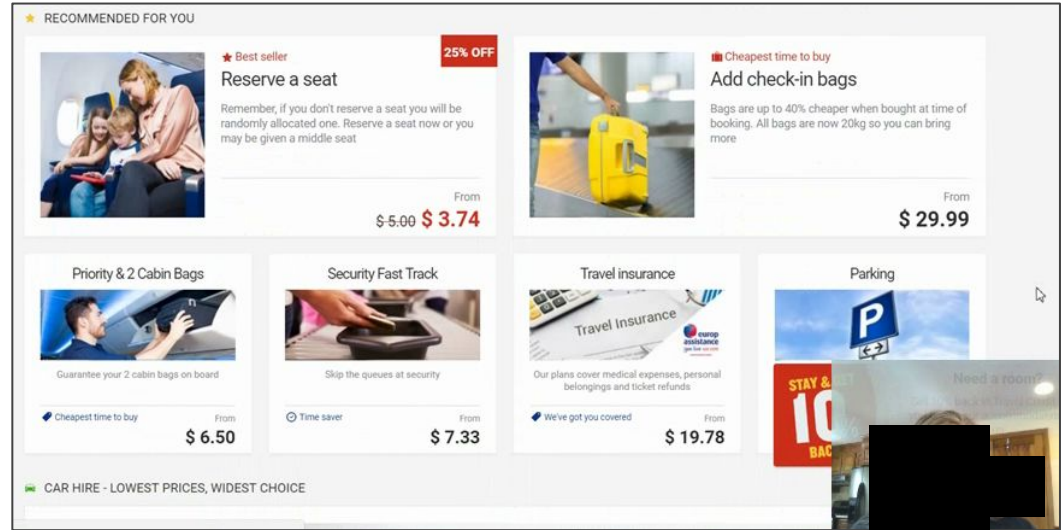 RECOMMENDED FOR YOU
25% OFF
Best seller
Reserve a seat
Remember, if you don't reserve a seat you will be
randomly allocated one. Reserve a seat now or you
may be given a middle seat
From
$ 5.00 $ 3.74
Cheapest time to buy
Add check-in bags
Bags are up to 40% cheaper when bought at time of
booking. All bags are now 20kg so you can bring
more
From
$ 29.99
Priority & 2 Cabin Bags
Guarantee your 2 cabin bags on board
Cheapest time to buy
From
$ 6.50
Security Fast Track
Skip the queues at security
Time saver
From
$ 7.33
Travel insurance
Travel Insurance
europ
assistance
Our plans cover medical expenses, personal
belongings and ticket refunds
We've got you covered
From
$ 19.78
Parking
P
STAY &
10
BAC
Need a room?
CAR HIRE - LOWEST PRICES, WIDEST CHOICE